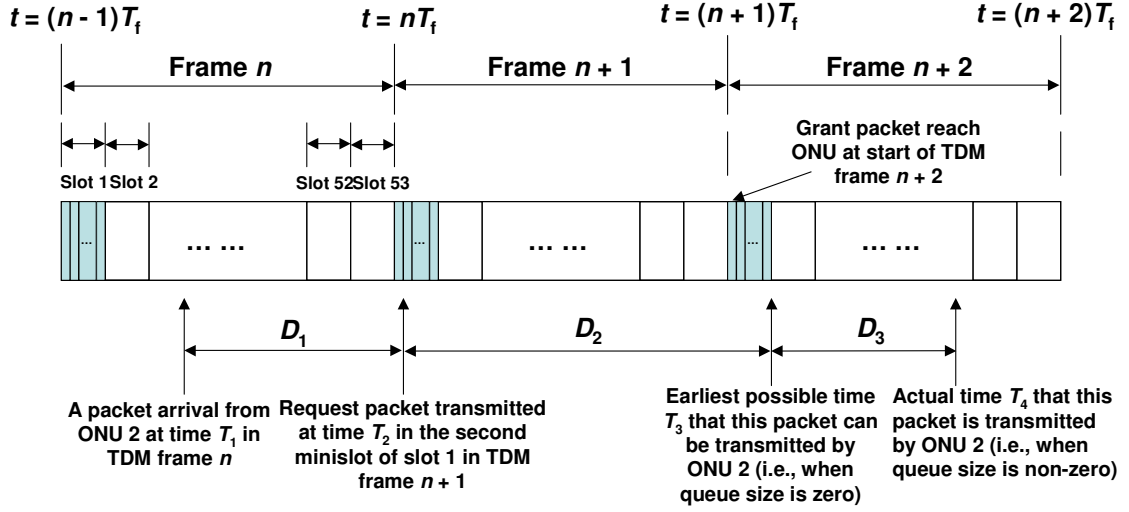 t = (n - 1)Tf
t = nTf
t = (n + 1)Tf
t = (n + 2)Tf
Frame n
Frame n + 1
Frame n + 2
Slot 1
Slot 2
Slot 52
Slot 53
Grant packet reach
ONU at start of TDM
frame n + 2
...
... ...
...
... ...
...
... ...
D1
D2
D3
A packet arrival from
ONU 2 at time T1 in
TDM frame n
Request packet transmitted
at time T2 in the second
minislot of slot 1 in TDM
frame n + 1
Earliest possible time
T3 that this packet can
be transmitted by
ONU 2 (i.e., when
queue size is zero)
Actual time T4 that this
packet is transmitted
by ONU 2 (i.e., when
queue size is non-zero)